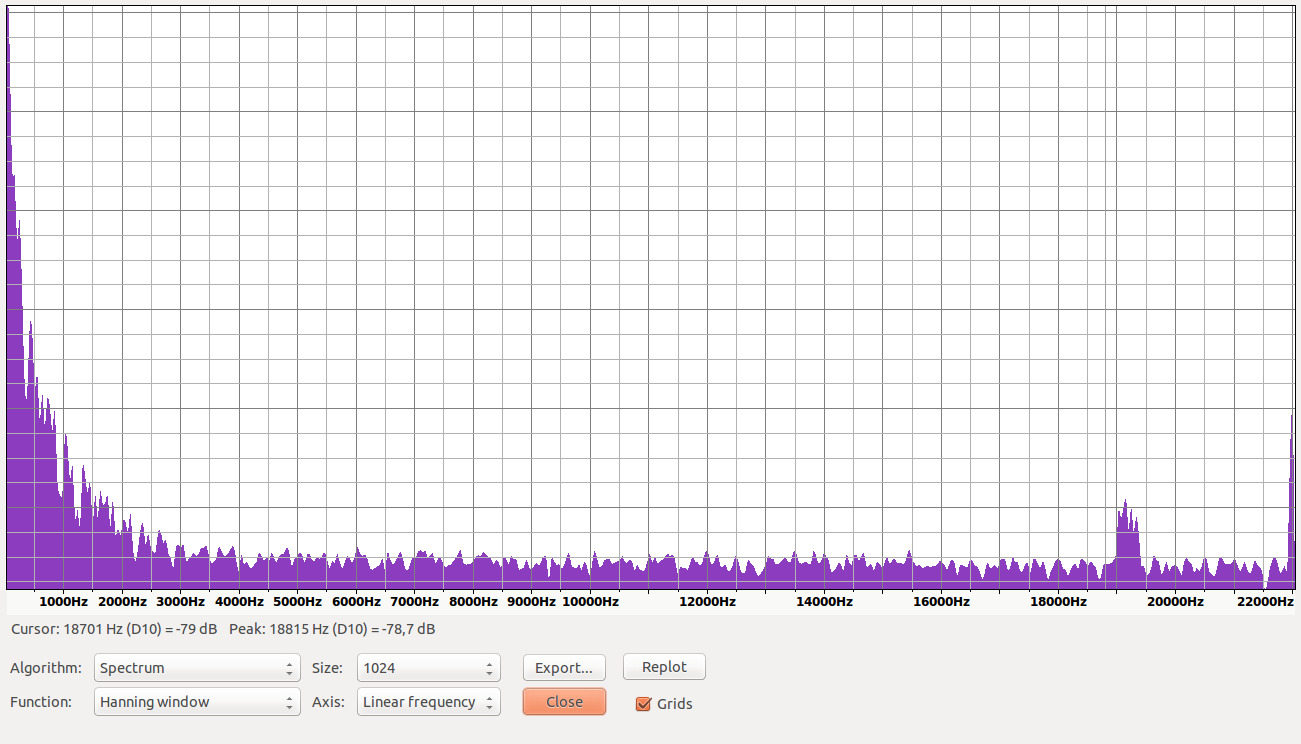 1000Hz 2000Hz 3000Hz 4000Hz 5000Hz 6000Hz 7000Hz 8000Hz 9000Hz 10000Hz 12000Hz 14000Hz 16000Hz 18000Hz 20000Hz 22000Hz
Cursor: 18701 Hz (D10) = -79 dB Peak: 18815 Hz (D10) = -78,7 dB
Algorithm: Spectrum Size: 1024 Export... Replot
Function: Hanning window Axis: Linear frequency Close Grids